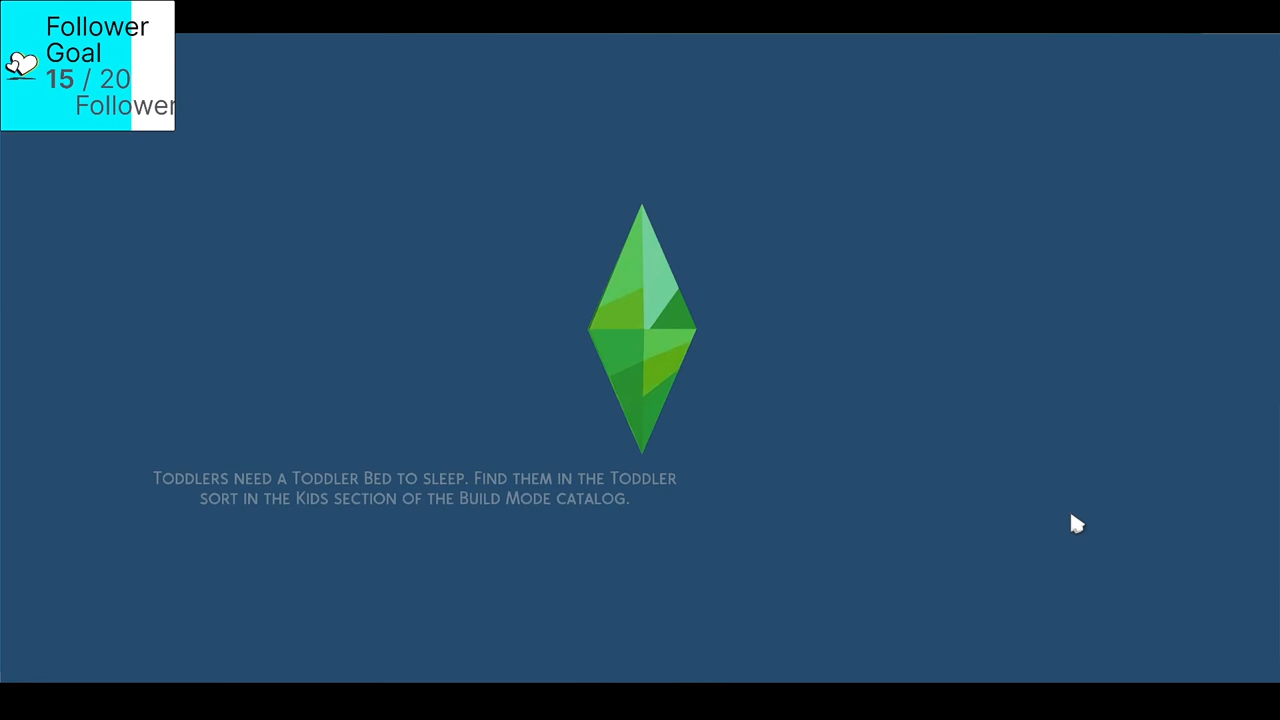 Follower
Goal
15 / 20
Follower
Toddlers need a Toddler Bed to sleep. Find them in the Toddler
sort in the Kids section of the Build Mode catalog.